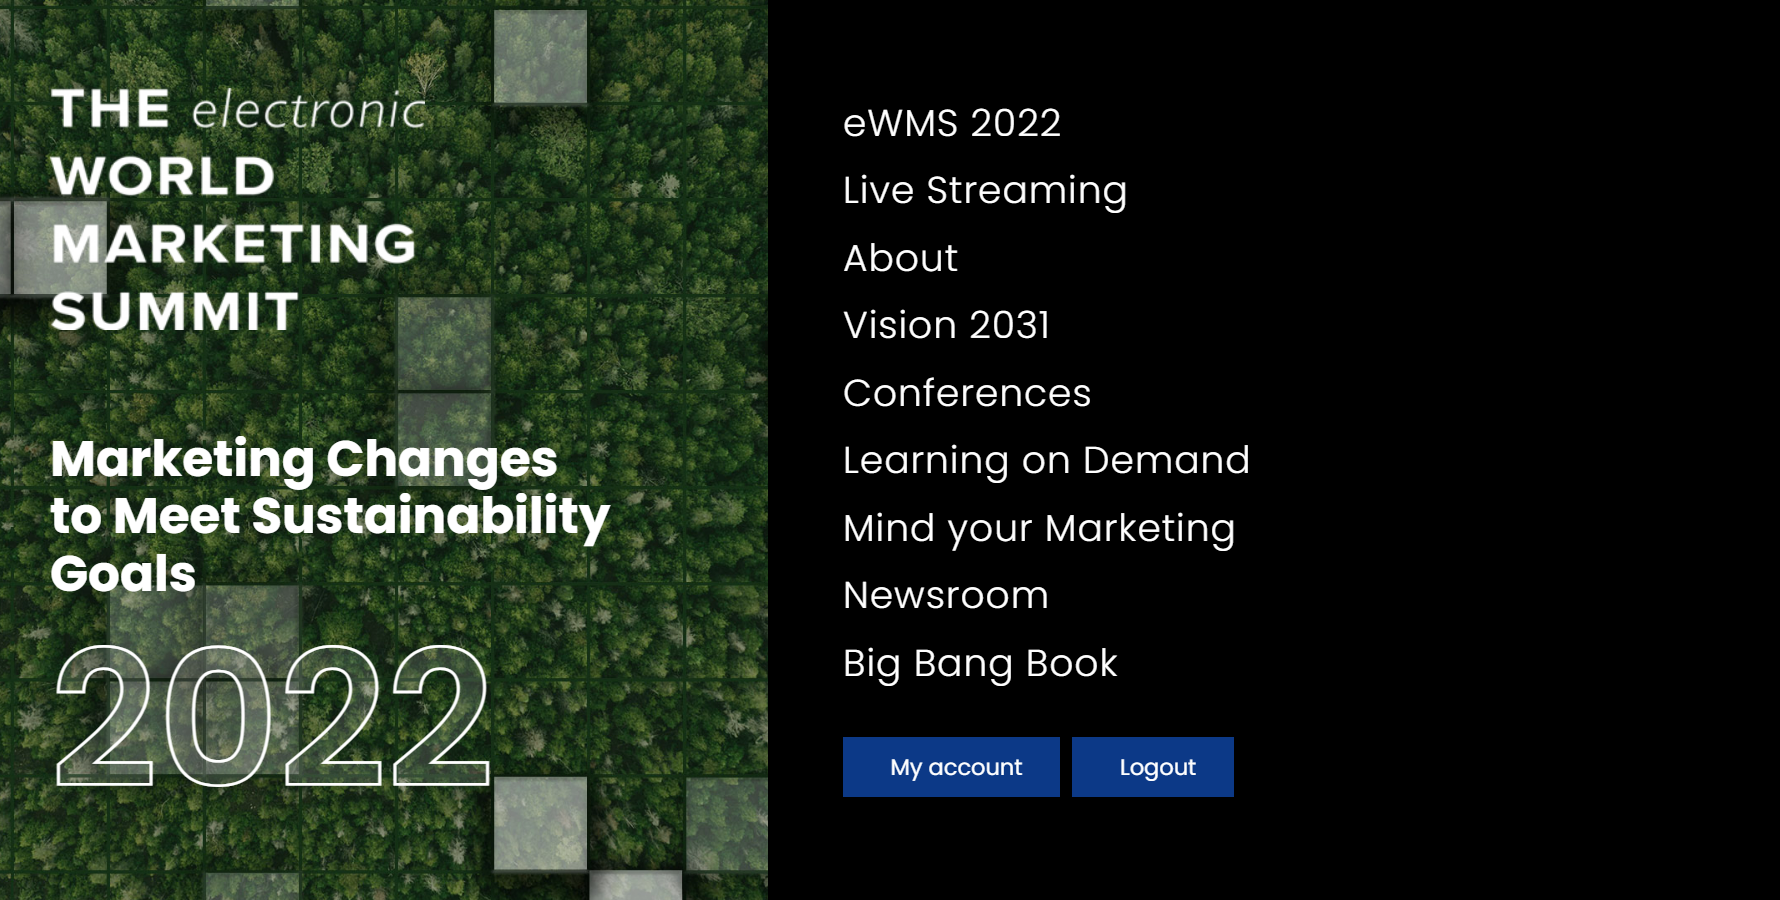 THE electronic
WORLD
MARKETING
SUMMIT
Marketing Changes
to Meet Sustainability
Goals
2022
eWMS 2022
Live Streaming
About
Vision 2031
Conferences
Learning on Demand
Mind your Marketing
Newsroom
Big Bang Book
My account
Logout